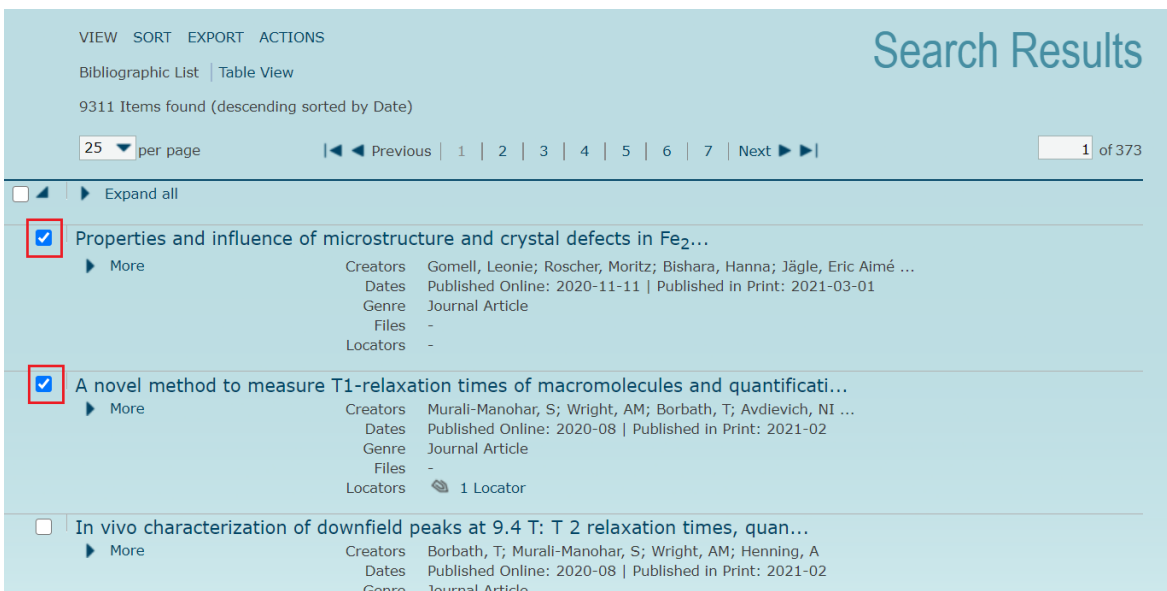 VIEW SORT EXPORT ACTIONS
Search Results
Bibliographic List | Table View
9311 Items found (descending sorted by Date)
25 per page
Previous | 1 | 2 | 3 | 4 | 5 | 6 | 7 | Next
1 of 373
Expand all
Properties and influence of microstructure and crystal defects in Fe₂...
More
Creators Gomell, Leonie; Roscher, Moritz; Bishara, Hanna; Jägle, Eric Aimé ...
Dates Published Online: 2020-11-11 | Published in Print: 2021-03-01
Genre Journal Article
Files -
Locators -
A novel method to measure T1-relaxation times of macromolecules and quantificati...
More
Creators Murali-Manohar, S; Wright, AM; Borbath, T; Avdievich, NI ...
Dates Published Online: 2020-08 | Published in Print: 2021-02
Genre Journal Article
Files -
Locators 1 Locator
In vivo characterization of downfield peaks at 9.4 T: T 2 relaxation times, quan...
More
Creators Borbath, T; Murali-Manohar, S; Wright, AM; Henning, A
Dates Published Online: 2020-08 | Published in Print: 2021-02
Genre Journal Article